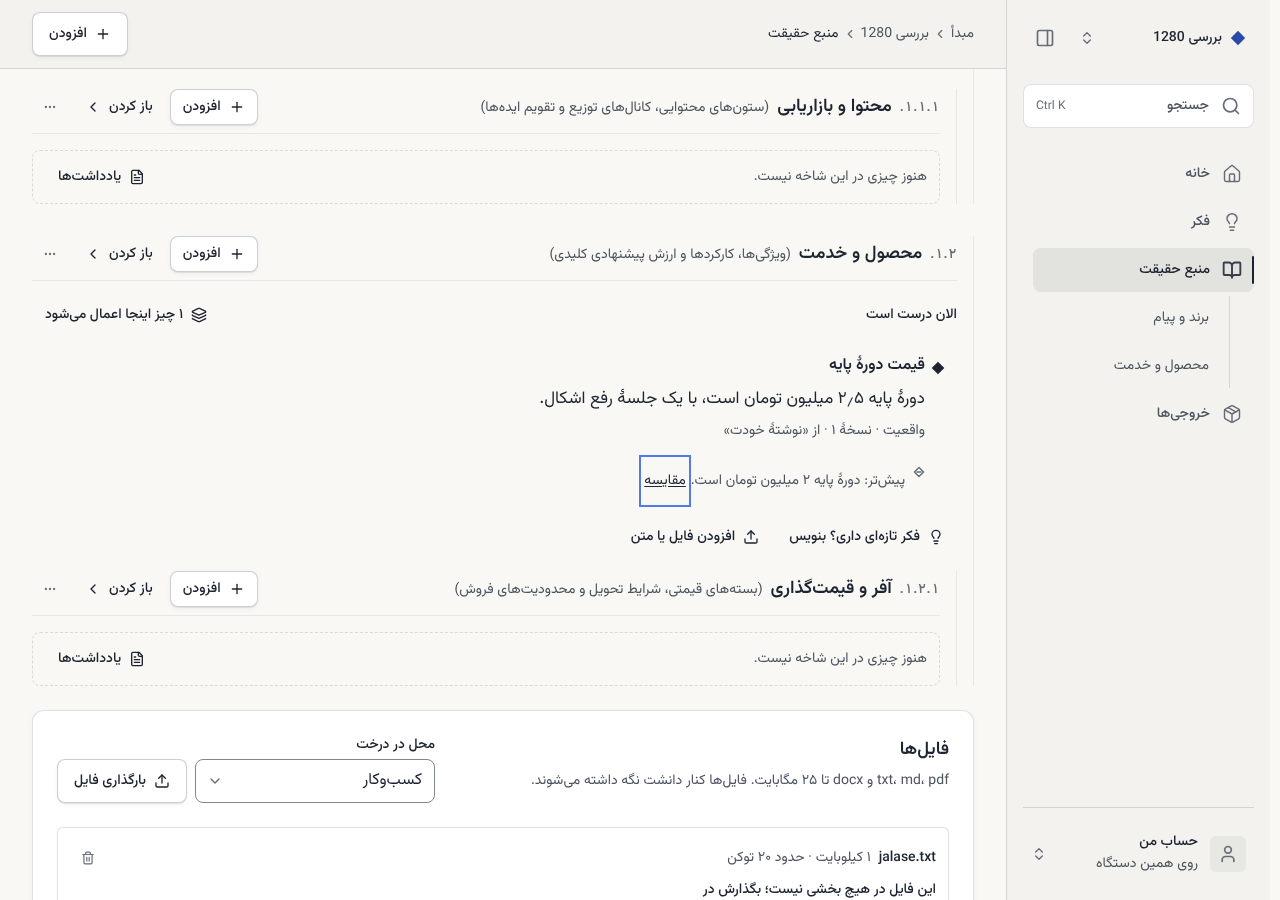 بررسی 1280
جستجو Ctrl K
خانه
فکر
منبع حقیقت
برند و پیام
محصول و خدمت
خروجی‌ها
حساب من
روی همین دستگاه
مبدأ › بررسی 1280 › منبع حقیقت
افزودن
۱.۱.۱. محتوا و بازاریابی (ستون‌های محتوایی، کانال‌های توزیع و تقویم ایده‌ها) افزودن باز کردن
هنوز چیزی در این شاخه نیست. یادداشت‌ها
۱.۲. محصول و خدمت (ویژگی‌ها، کارکردها و ارزش پیشنهادی کلیدی) افزودن باز کردن
الان درست است ۱ چیز اینجا اعمال می‌شود
قیمت دورهٔ پایه
دورهٔ پایه ۲٫۵ میلیون تومان است، با یک جلسهٔ رفع اشکال.
واقعیت · نسخهٔ ۱ · از «نوشتهٔ خودت»
پیش‌تر: دورهٔ پایه ۲ میلیون تومان است. مقایسه
فکر تازه‌ای داری؟ بنویس افزودن فایل یا متن
۱.۲.۱. آفر و قیمت‌گذاری (بسته‌های قیمتی، شرایط تحویل و محدودیت‌های فروش) افزودن باز کردن
هنوز چیزی در این شاخه نیست. یادداشت‌ها
فایل‌ها
txt، md، pdf و docx تا ۲۵ مگابایت. فایل‌ها کنار دانشت نگه داشته می‌شوند.
محل در درخت
کسب‌وکار
بارگذاری فایل
jalase.txt ۱ کیلوبایت · حدود ۲۰ توکن
این فایل در هیچ بخشی نیست؛ بگذارش در